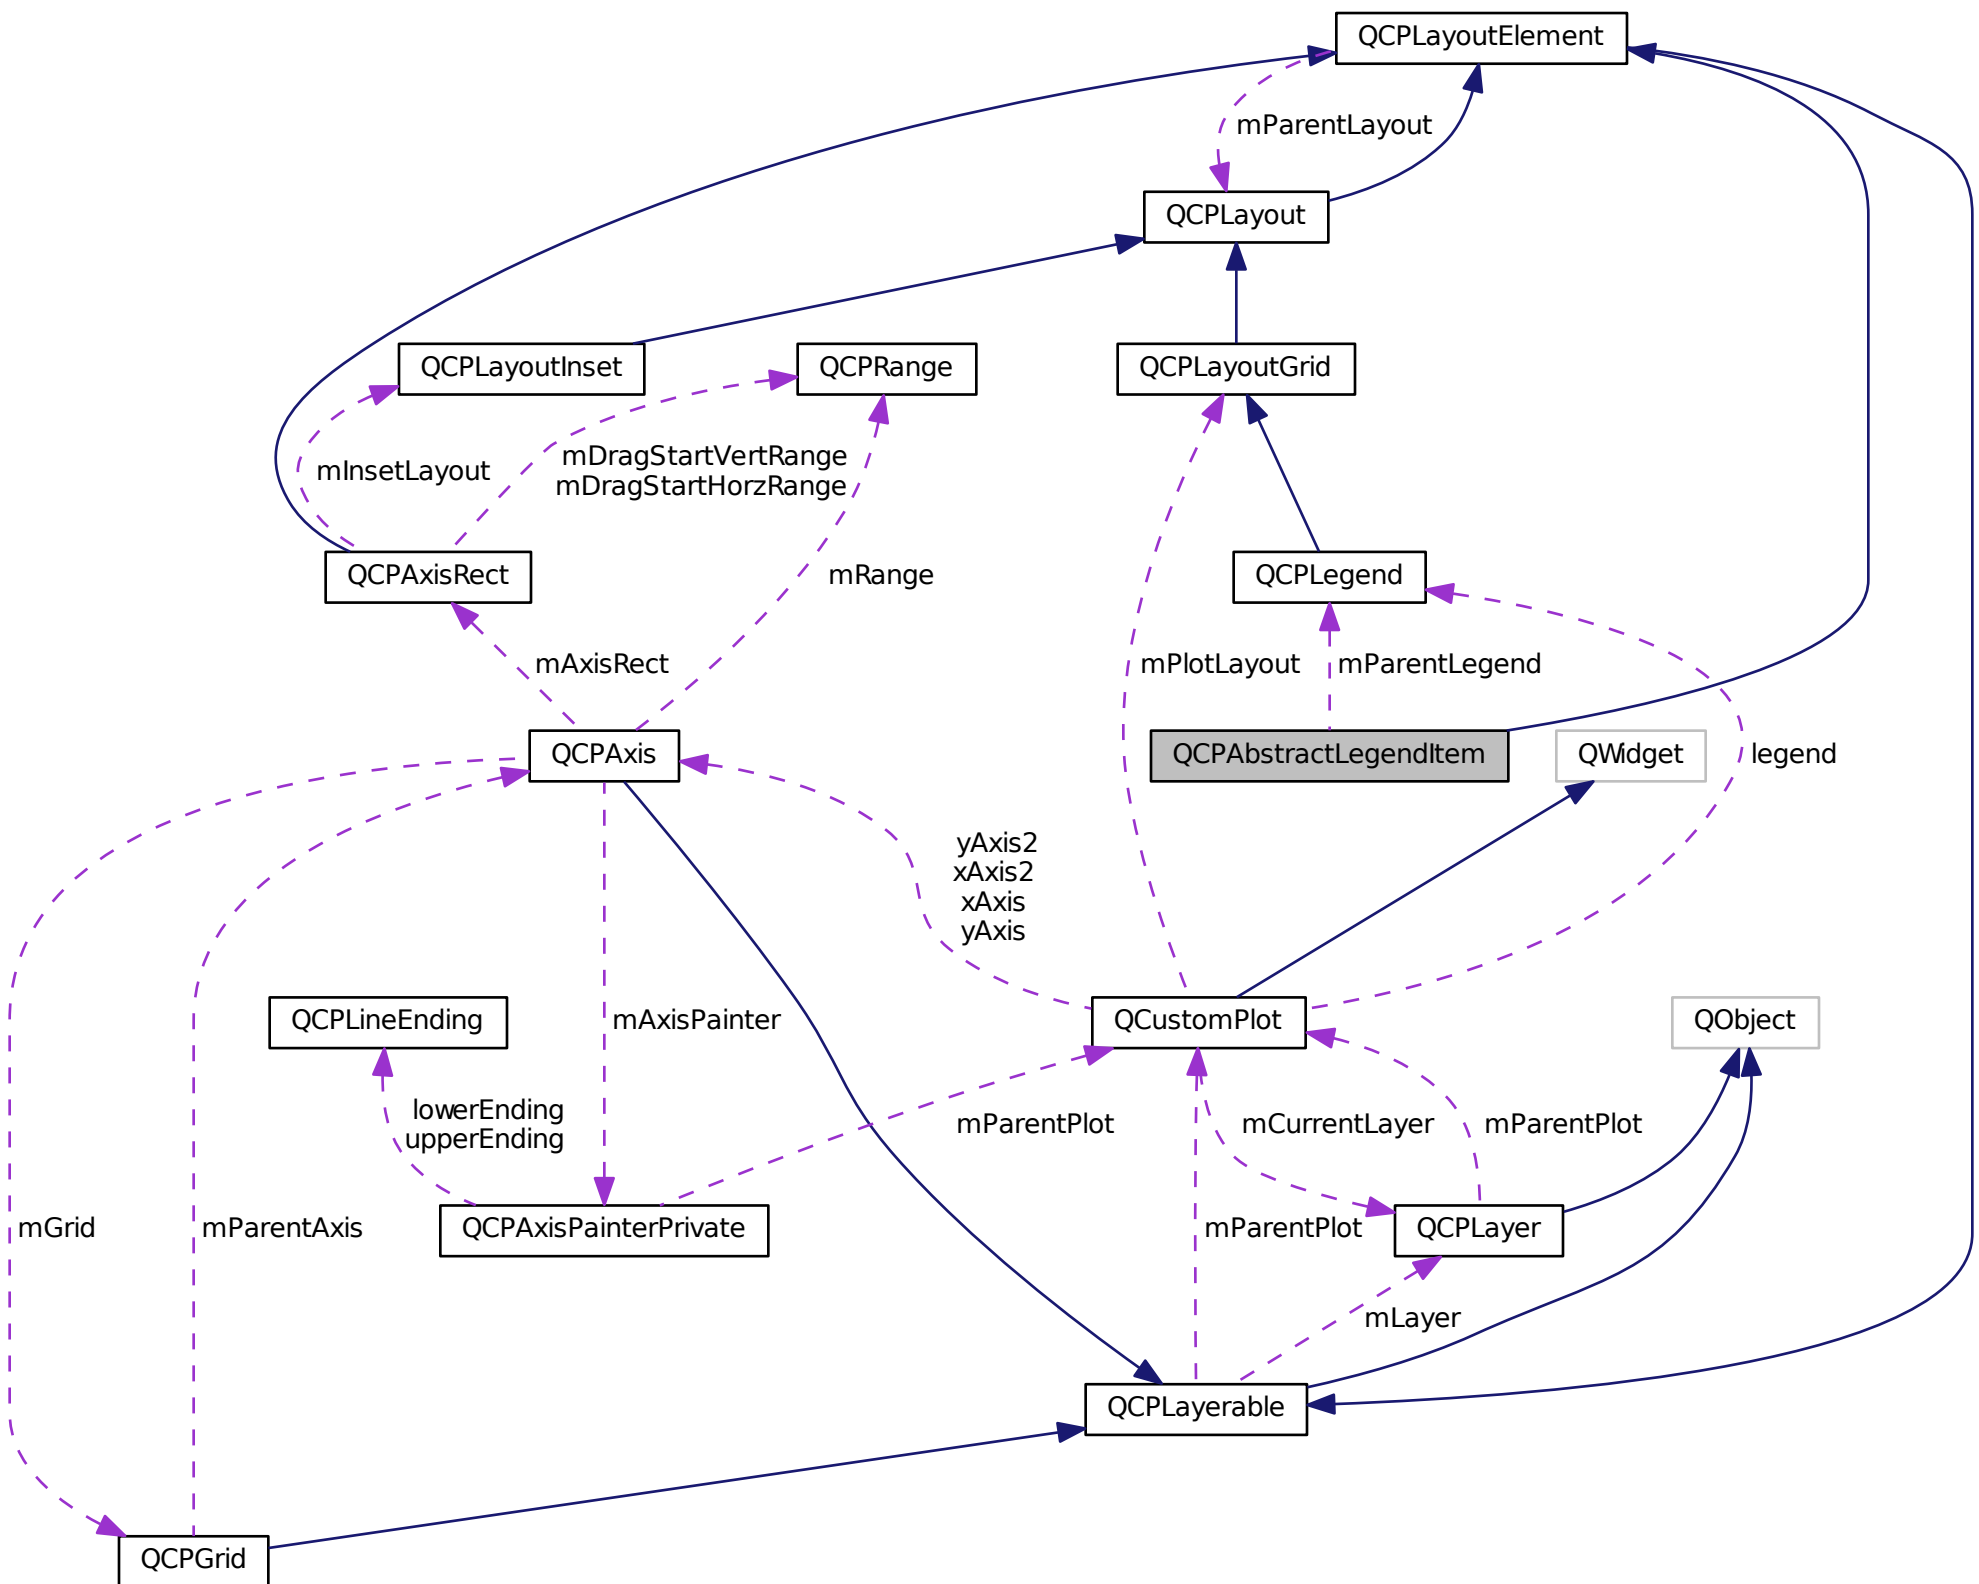 QCPLayoutElement
mParentLayout
QCPLayout
QCPLayoutInset
QCPRange
QCPLayoutGrid
mInsetLayout
mDragStartVertRange
mDragStartHorzRange
QCPAxisRect
mRange
QCPLegend
mAxisRect
mPlotLayout
mParentLegend
QCPAxis
QCPAbstractLegendItem
QWidget
legend
yAxis2
xAxis2
xAxis
yAxis
QCPLineEnding
mAxisPainter
QCustomPlot
QObject
lowerEnding
upperEnding
mParentPlot
mCurrentLayer
mParentPlot
mGrid
mParentAxis
QCPAxisPainterPrivate
mParentPlot
QCPLayer
mLayer
QCPLayerable
QCPGrid